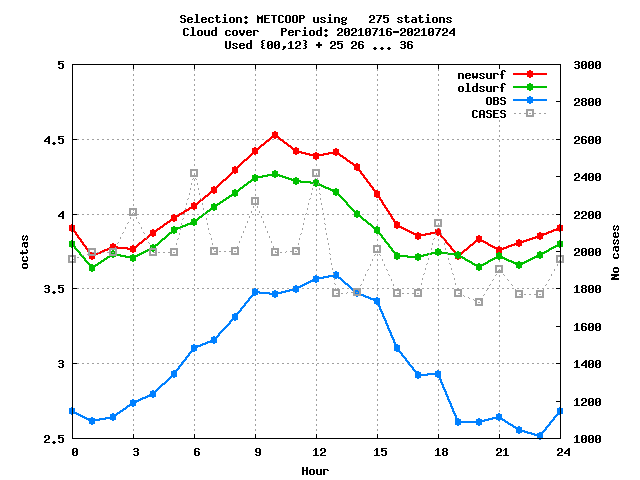 Selection: METCOOP using   275 stations
Cloud cover   Period: 20210716-20210724
Used {00,12} + 25 26 ... 36
newsurf
oldsurf
OBS
CASES
octas
5
4.5
4
3.5
3
2.5
No cases
3000
2800
2600
2400
2200
2000
1800
1600
1400
1200
1000
0 3 6 9 12 15 18 21 24
Hour